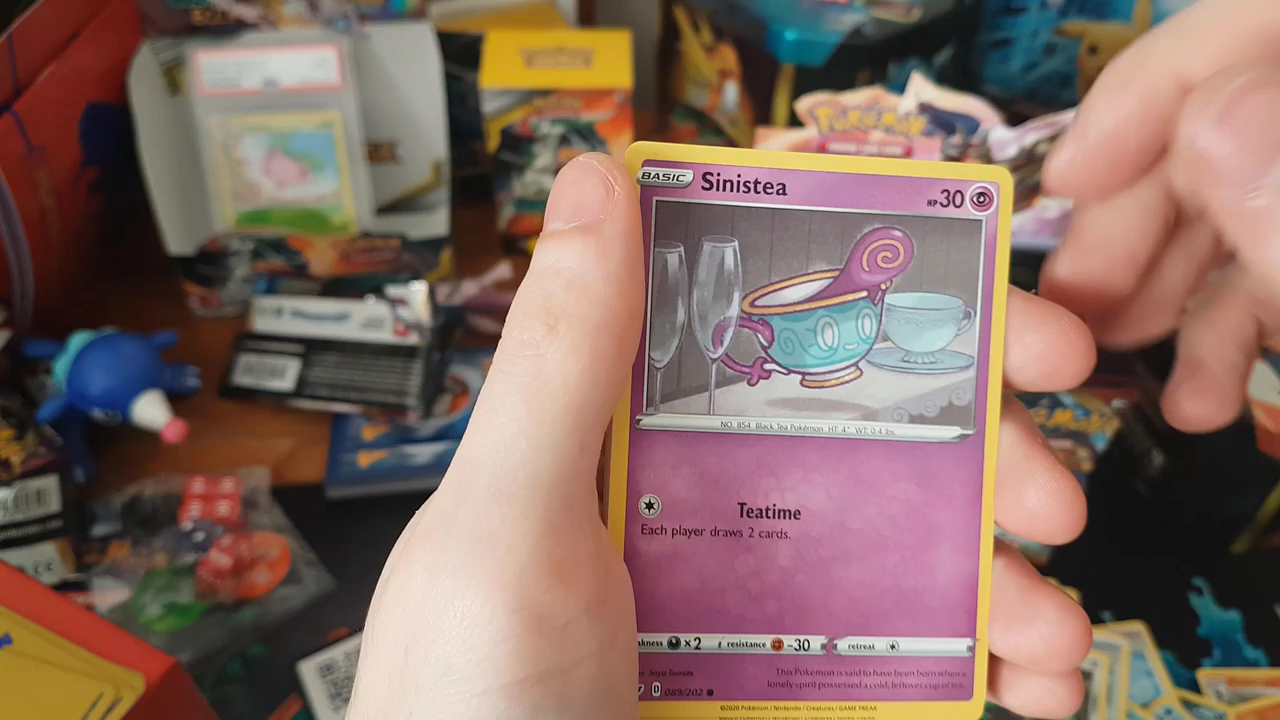 POKÉMON
BASIC
Sinistea
HP 30
NO. 854 Black Tea Pokémon HT: 4" WT: 0.4 lbs.
Teatime
Each player draws 2 cards.
akness ×2
resistance -30
retreat
This Pokémon is said to have been born when a
lonely spirit possessed a cold, leftover cup of tea.
D 089/202
©2020 Pokémon / Nintendo / Creatures / GAME FREAK